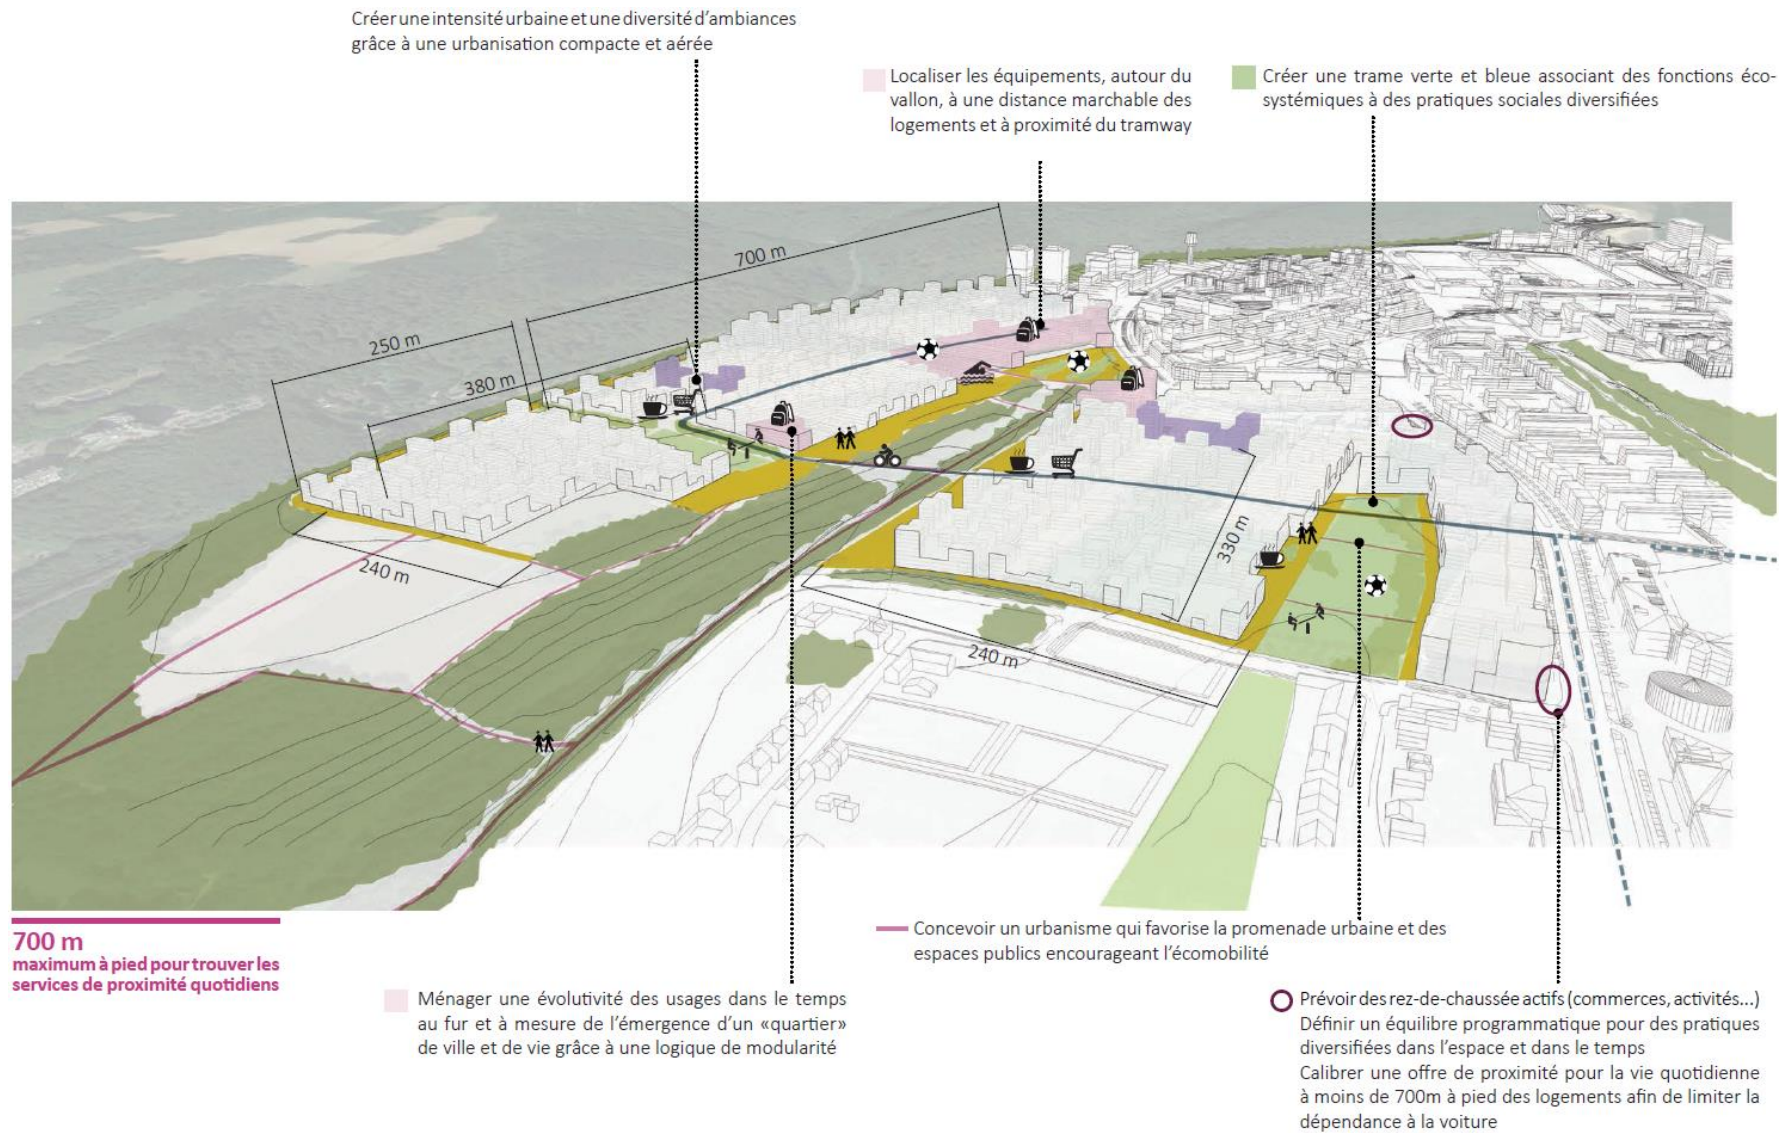 Créer une intensité urbaine et une diversité d'ambiances
grâce à une urbanisation compacte et aérée
Localiser les équipements, autour du
vallon, à une distance marchable des
logements et à proximité du tramway
Créer une trame verte et bleue associant des fonctions éco-
systémiques à des pratiques sociales diversifiées
700 m
250 m
380 m
330 m
240 m
240 m
700 m
maximum à pied pour trouver les
services de proximité quotidiens
Concevoir un urbanisme qui favorise la promenade urbaine et des
espaces publics encourageant l'écomobilité
Ménager une évolutivité des usages dans le temps
au fur et à mesure de l'émergence d'un «quartier»
de ville et de vie grâce à une logique de modularité
Prévoir des rez-de-chaussée actifs (commerces, activités...)
Définir un équilibre programmatique pour des pratiques
diversifiées dans l'espace et dans le temps
Calibrer une offre de proximité pour la vie quotidienne
à moins de 700m à pied des logements afin de limiter la
dépendance à la voiture